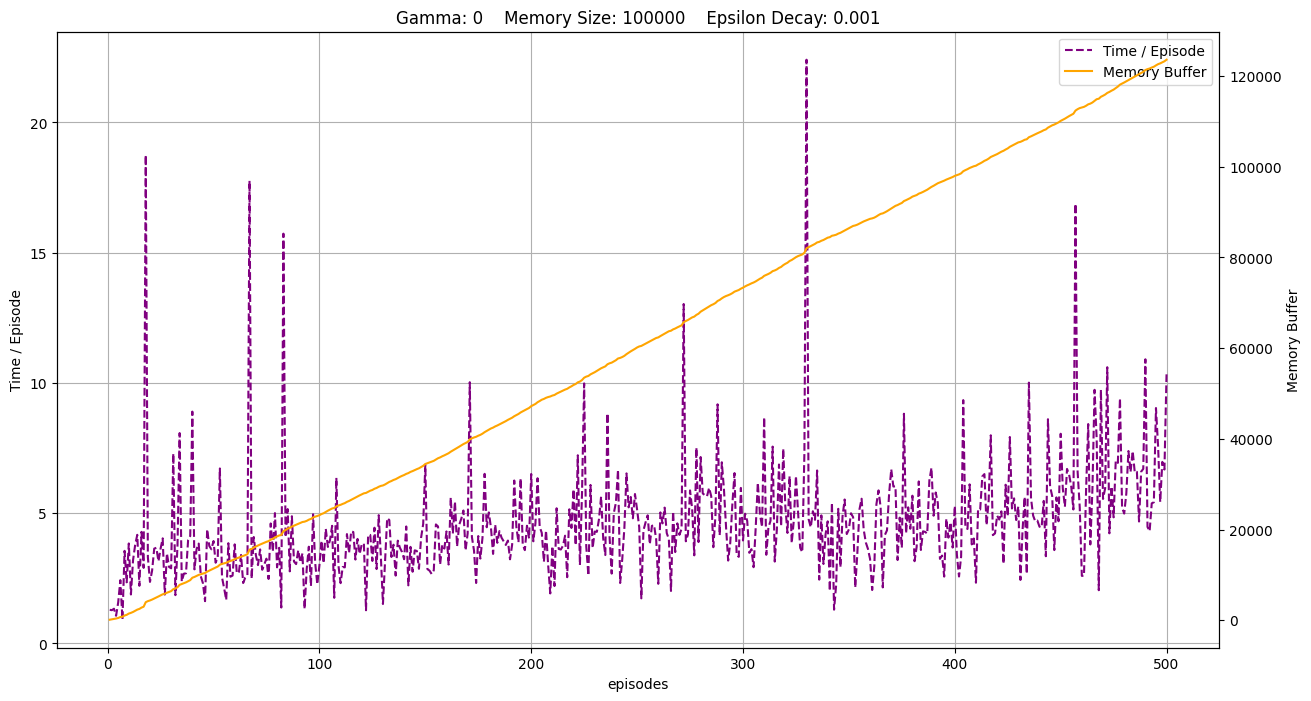 Gamma: 0    Memory Size: 100000    Epsilon Decay: 0.001
Time / Episode
Memory Buffer
Time / Episode
20
15
10
5
0
120000
100000
80000
60000
40000
20000
0
Memory Buffer
0 100 200 300 400 500
episodes